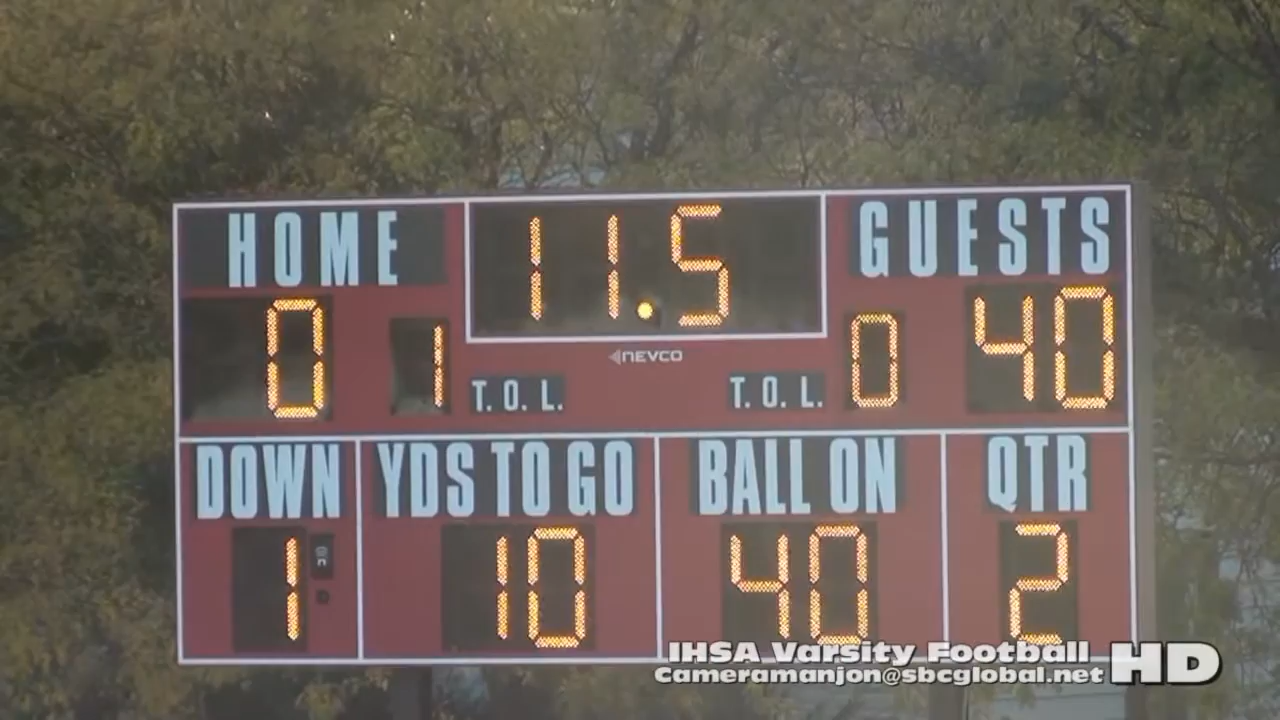 HOME 11.5 GUESTS
0 1 T.O.L. NEVCO T.O.L. 0 40
DOWN YDS TO GO BALL ON QTR
1 10 40 2
IHSA Varsity Football HD
cameramanjon@sbcglobal.net